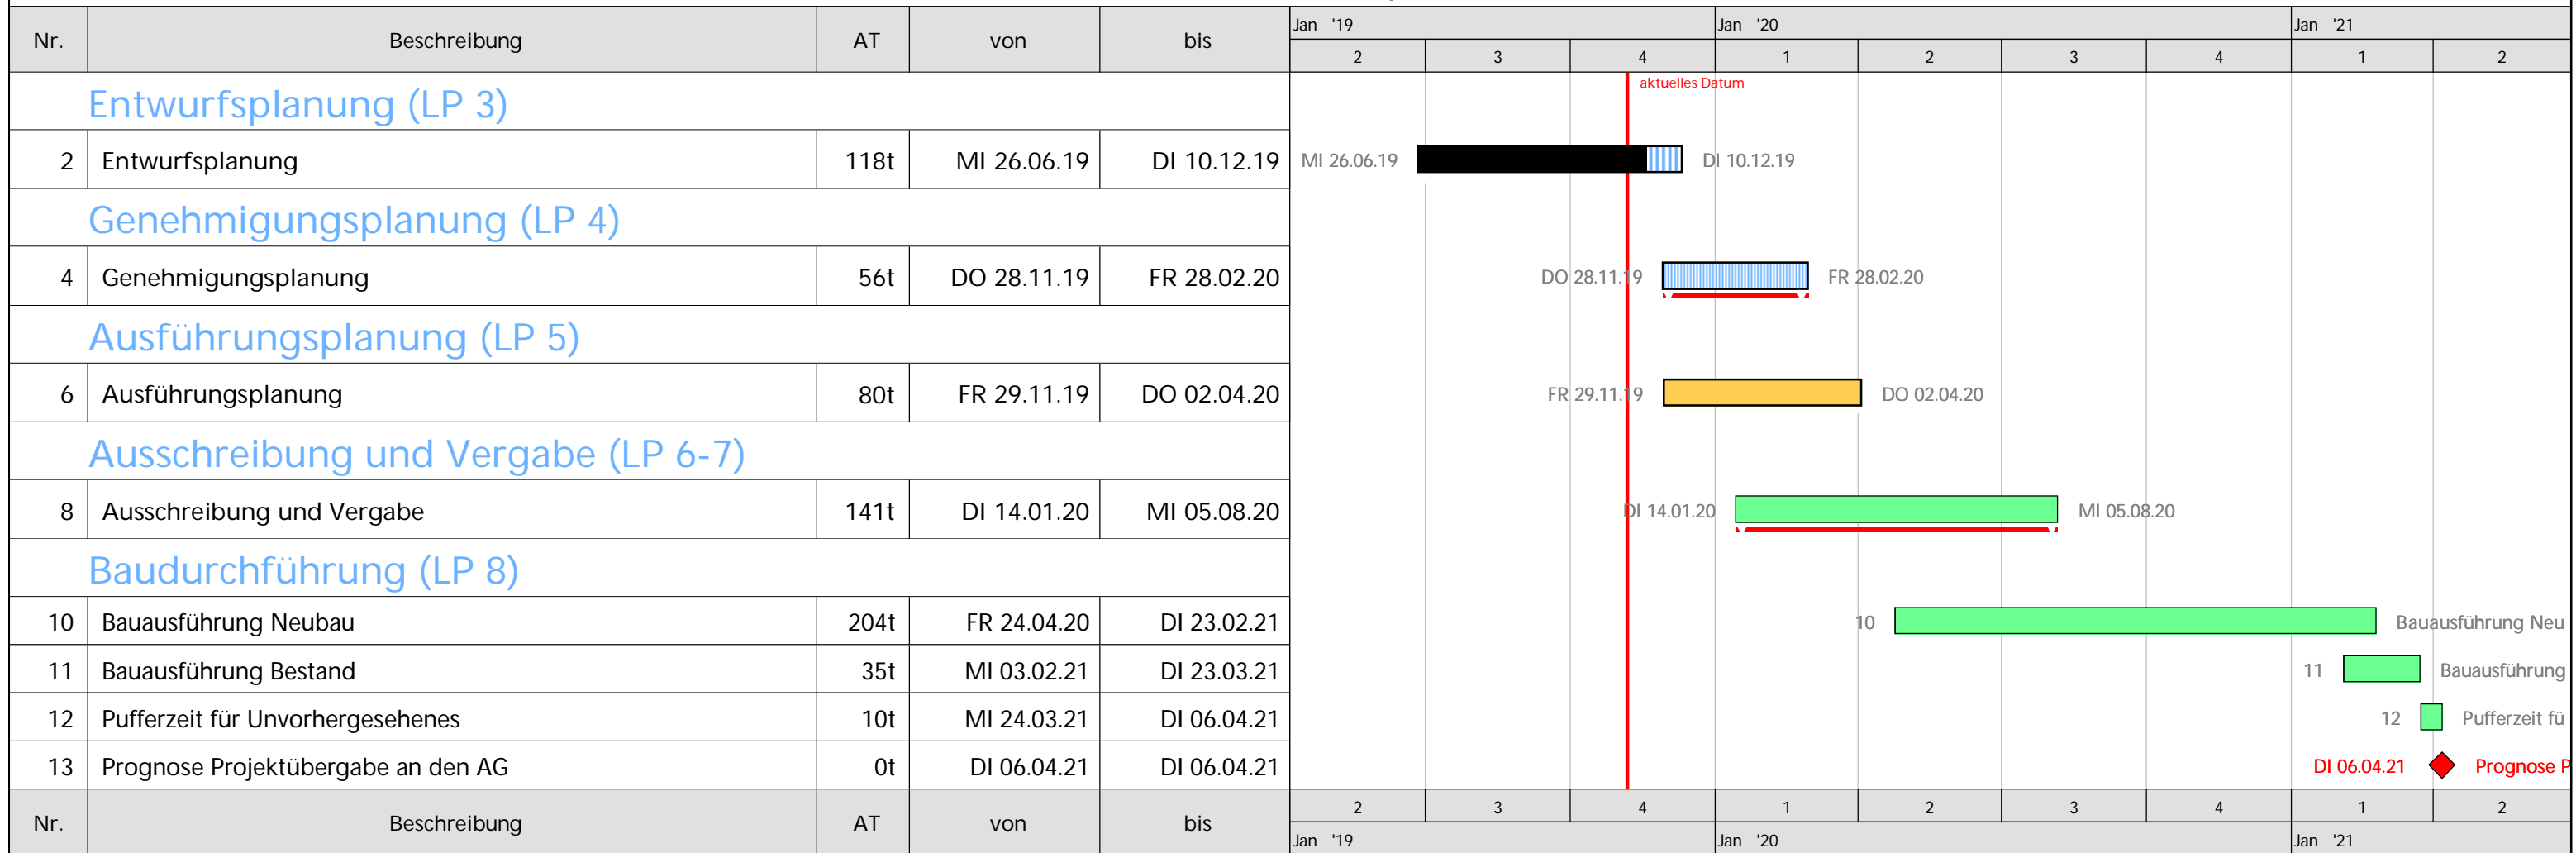 Nr. Beschreibung AT von bis Jan '19 Jan '20 Jan '21
2 3 4 1 2 3 4 1 2
aktuelles Datum
Entwurfsplanung (LP 3)
2 Entwurfsplanung 118t MI 26.06.19 DI 10.12.19 MI 26.06.19 DI 10.12.19
Genehmigungsplanung (LP 4)
4 Genehmigungsplanung 56t DO 28.11.19 FR 28.02.20 DO 28.11.19 FR 28.02.20
Ausführungsplanung (LP 5)
6 Ausführungsplanung 80t FR 29.11.19 DO 02.04.20 FR 29.11.19 DO 02.04.20
Ausschreibung und Vergabe (LP 6-7)
8 Ausschreibung und Vergabe 141t DI 14.01.20 MI 05.08.20 DI 14.01.20 MI 05.08.20
Baudurchführung (LP 8)
10 Bauausführung Neubau 204t FR 24.04.20 DI 23.02.21 10 Bauausführung Neu
11 Bauausführung Bestand 35t MI 03.02.21 DI 23.03.21 11 Bauausführung
12 Pufferzeit für Unvorhergesehenes 10t MI 24.03.21 DI 06.04.21 12 Pufferzeit fü
13 Prognose Projektübergabe an den AG 0t DI 06.04.21 DI 06.04.21 DI 06.04.21 Prognose P
Nr. Beschreibung AT von bis 2 3 4 1 2 3 4 1 2
Jan '19 Jan '20 Jan '21